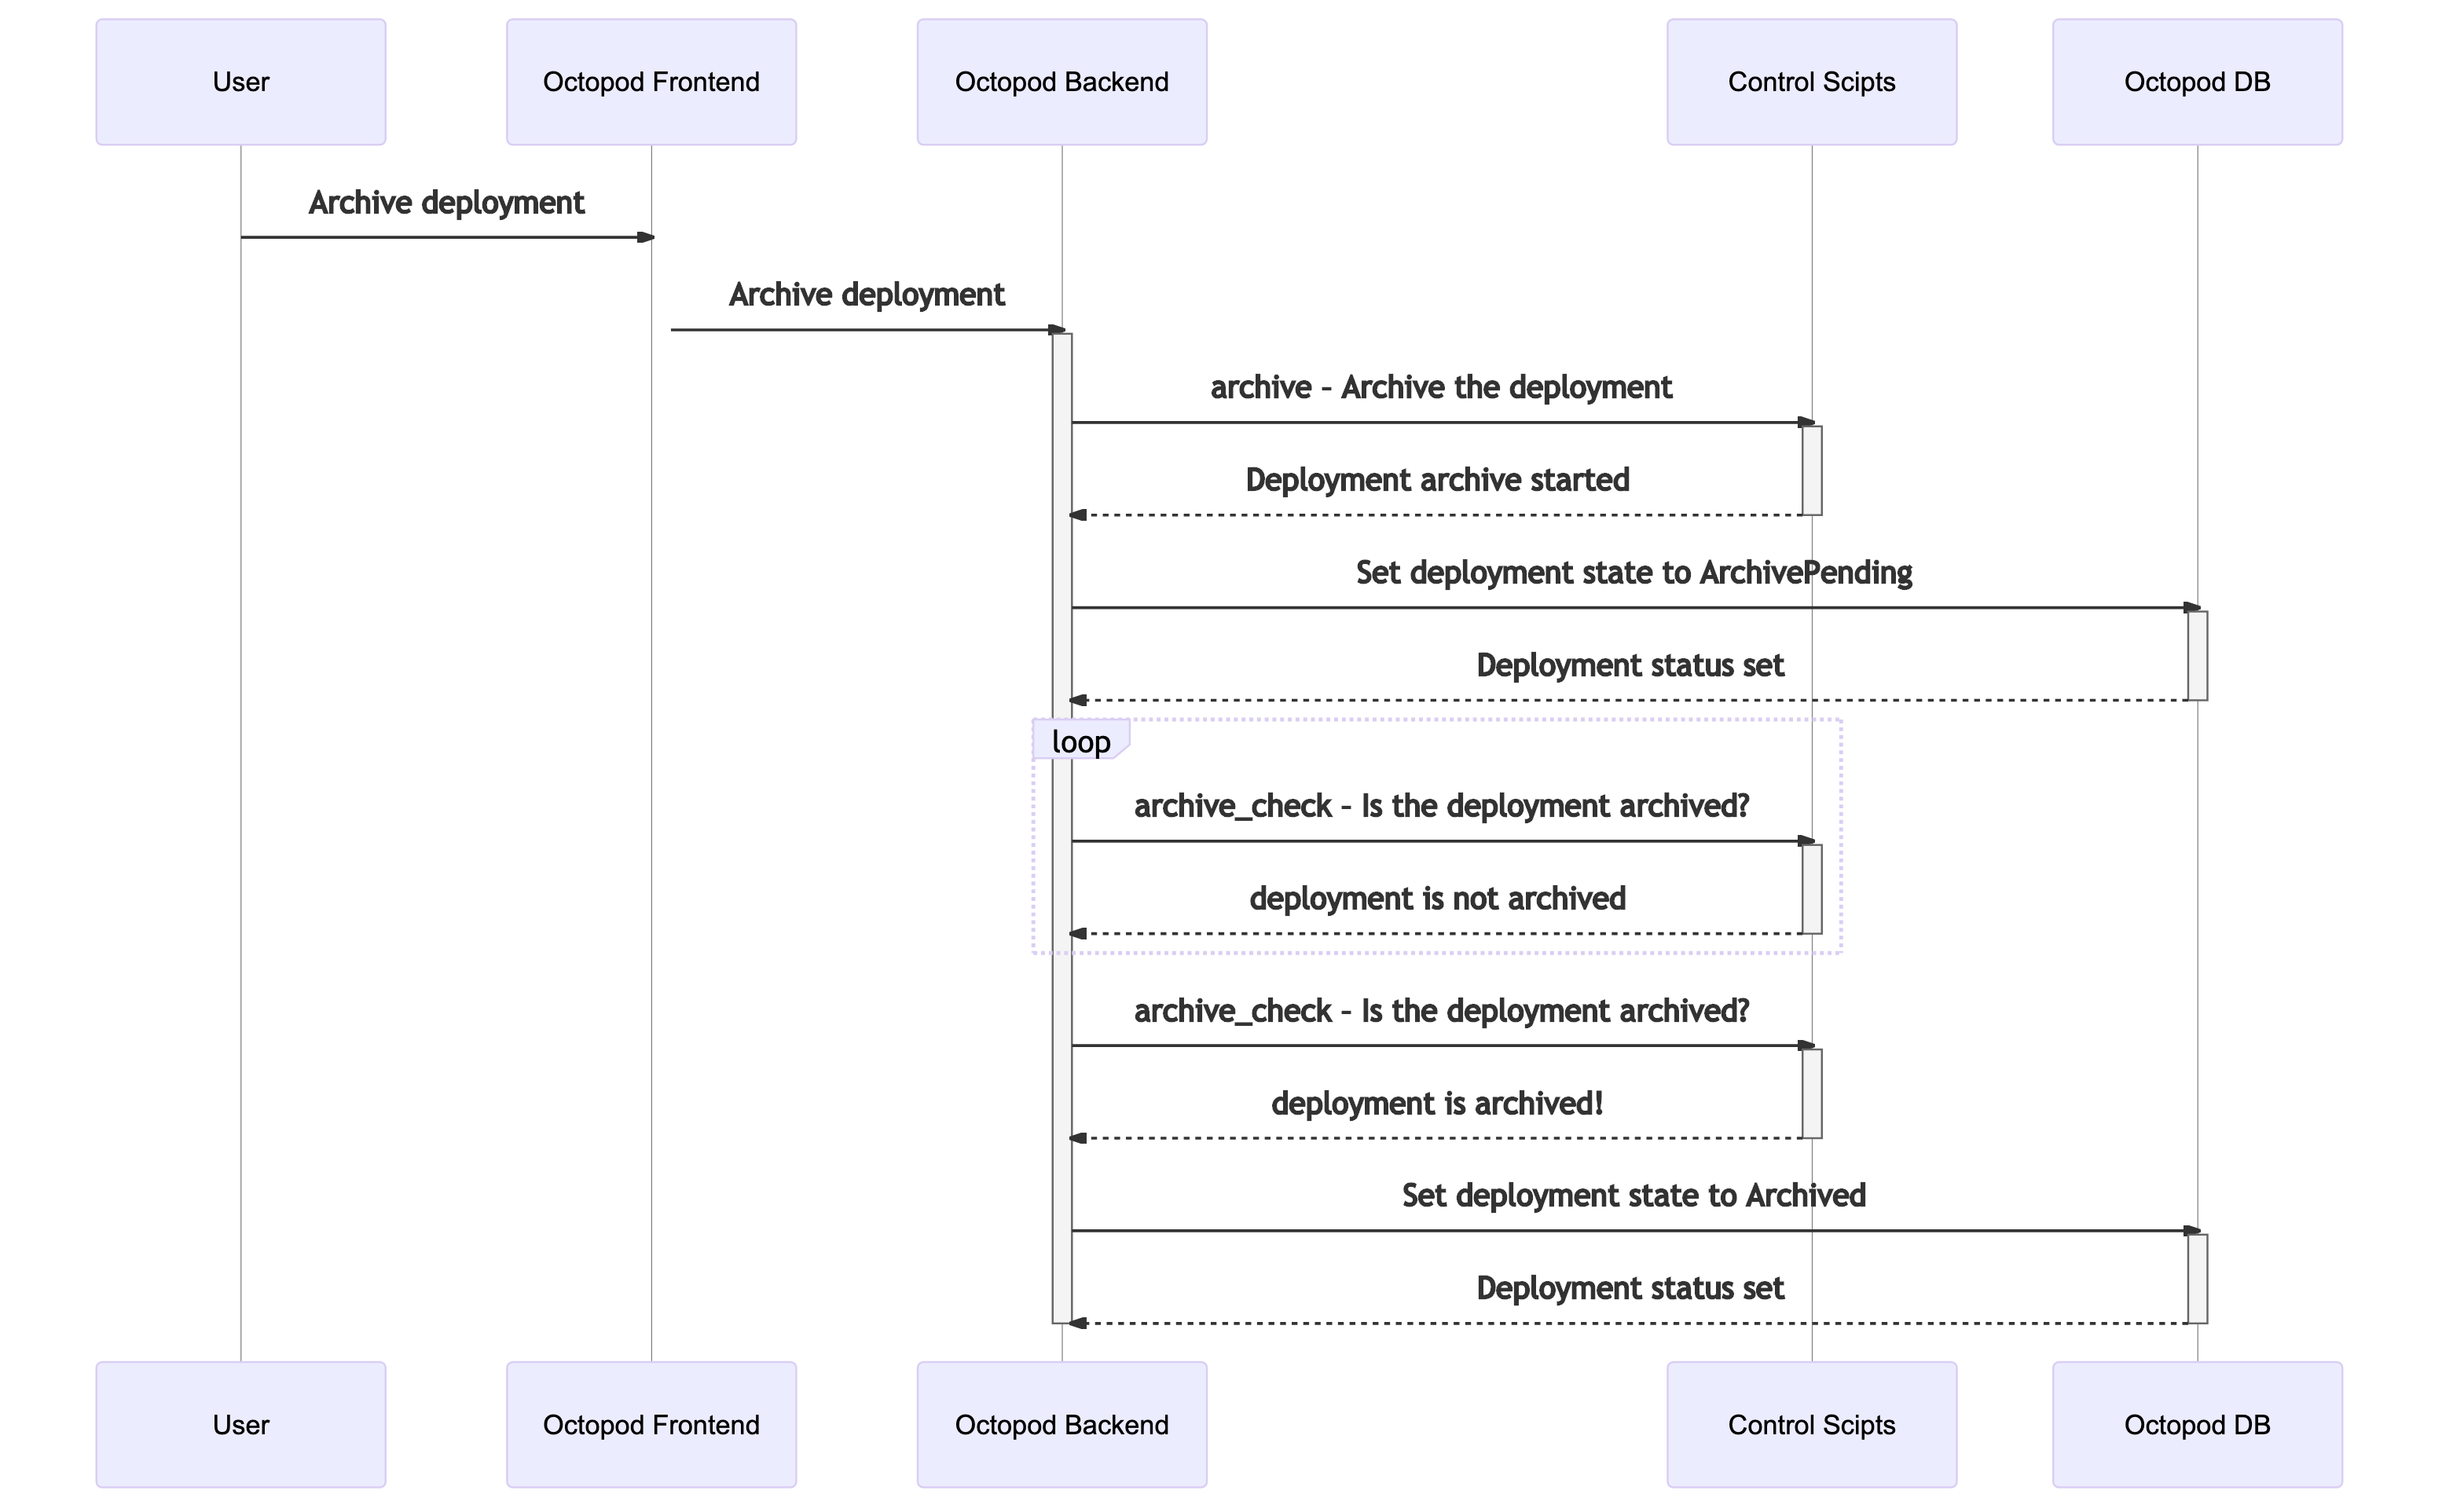 User
Octopod Frontend
Octopod Backend
Control Scipts
Octopod DB
Archive deployment
Archive deployment
archive - Archive the deployment
Deployment archive started
Set deployment state to ArchivePending
Deployment status set
loop
archive_check - Is the deployment archived?
deployment is not archived
archive_check - Is the deployment archived?
deployment is archived!
Set deployment state to Archived
Deployment status set
User
Octopod Frontend
Octopod Backend
Control Scipts
Octopod DB